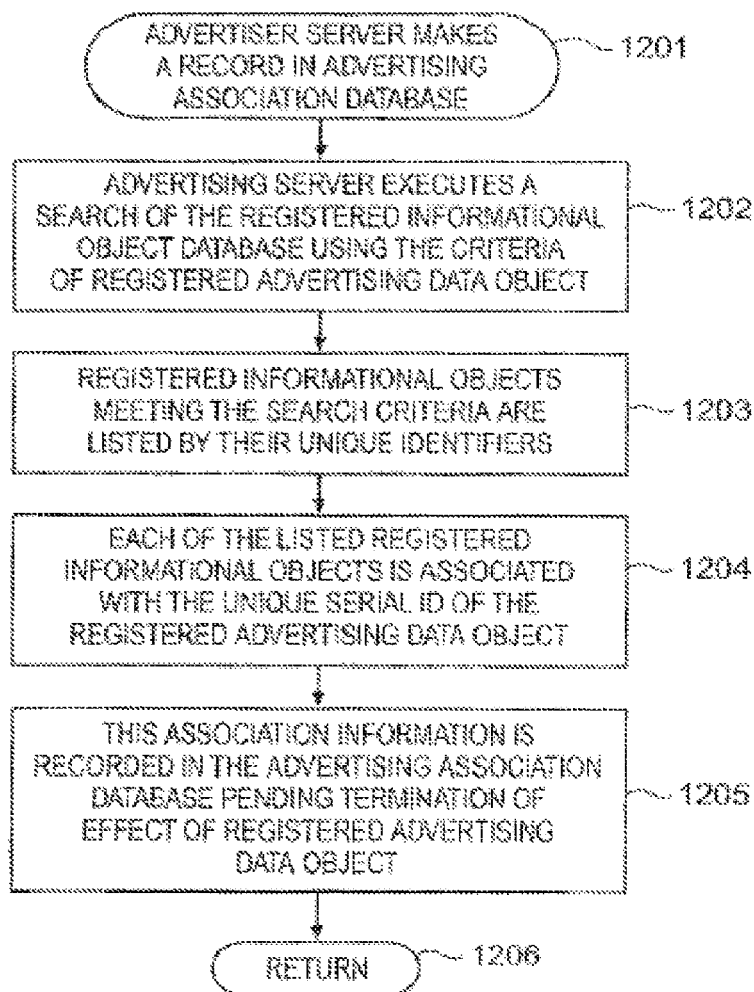 ADVERTISER SERVER MAKES
A RECORD IN ADVERTISING
ASSOCIATION DATABASE
1201
ADVERTISING SERVER EXECUTES A
SEARCH OF THE REGISTERED INFORMATIONAL
OBJECT DATABASE USING THE CRITERIA
OF REGISTERED ADVERTISING DATA OBJECT
1202
REGISTERED INFORMATIONAL OBJECTS
MEETING THE SEARCH CRITERIA ARE
LISTED BY THEIR UNIQUE IDENTIFIERS
1203
EACH OF THE LISTED REGISTERED
INFORMATIONAL OBJECTS IS ASSOCIATED
WITH THE UNIQUE SERIAL ID OF THE
REGISTERED ADVERTISING DATA OBJECT
1204
THIS ASSOCIATION INFORMATION IS
RECORDED IN THE ADVERTISING ASSOCIATION
DATABASE PENDING TERMINATION OF
EFFECT OF REGISTERED ADVERTISING
DATA OBJECT
1205
RETURN
1206